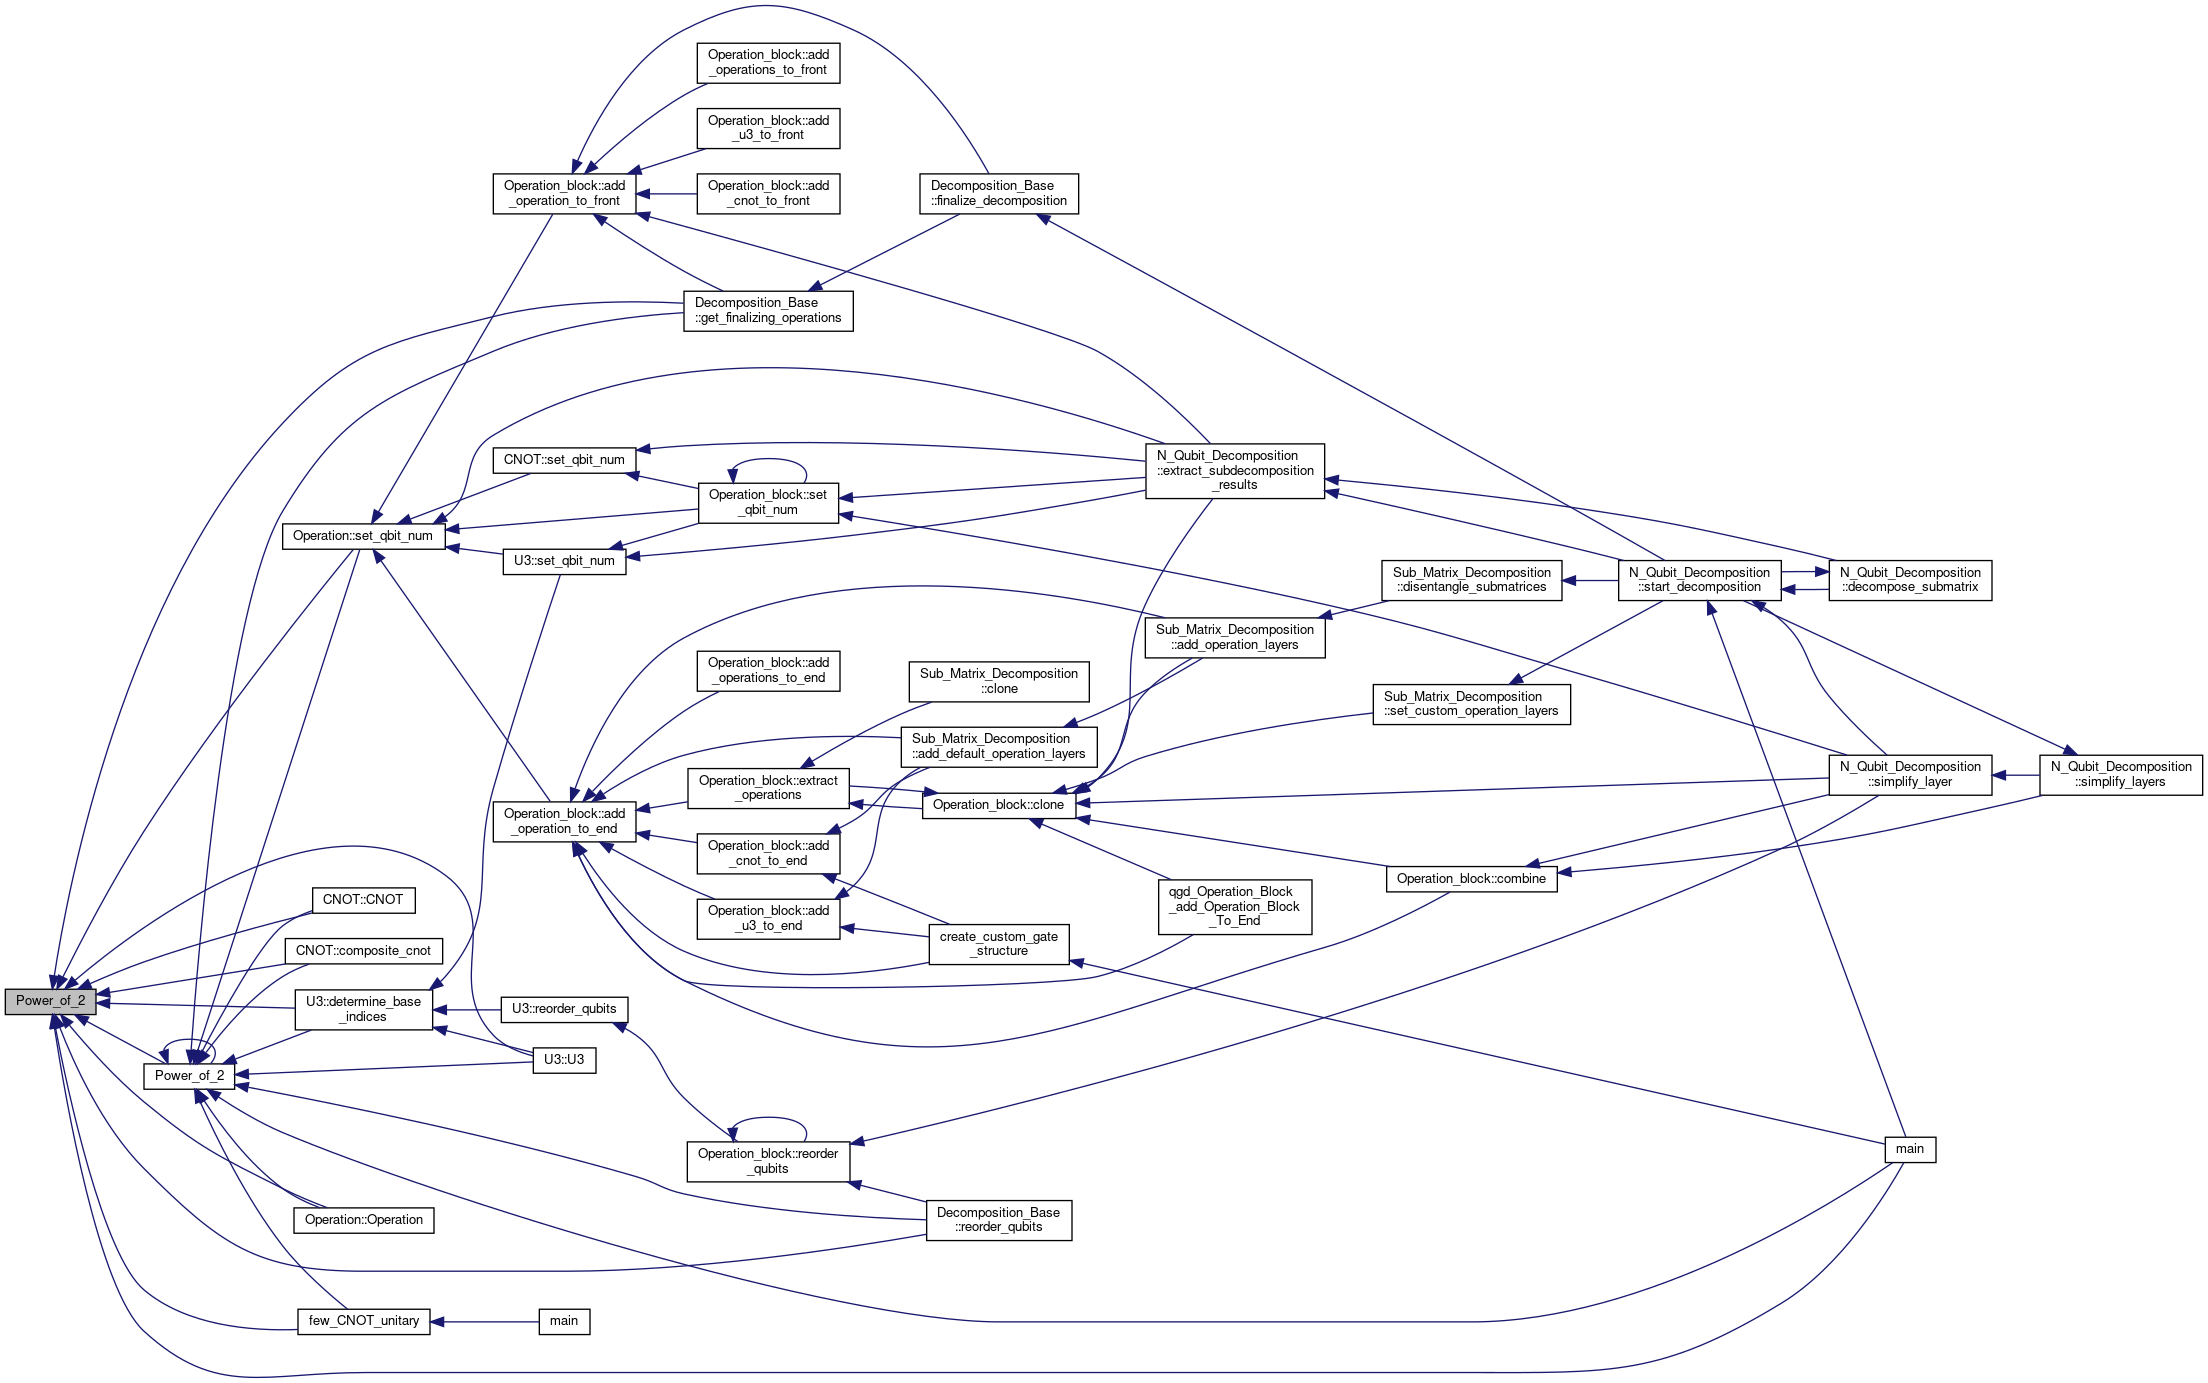 Operation_block::add
_operations_to_front
Operation_block::add
_u3_to_front
Operation_block::add
_operation_to_front
Operation_block::add
_cnot_to_front
Decomposition_Base
::finalize_decomposition
Decomposition_Base
::get_finalizing_operations
CNOT::set_qbit_num
N_Qubit_Decomposition
::extract_subdecomposition
_results
Operation_block::set
_qbit_num
Operation::set_qbit_num
U3::set_qbit_num
Sub_Matrix_Decomposition
::disentangle_submatrices
N_Qubit_Decomposition
::start_decomposition
N_Qubit_Decomposition
::decompose_submatrix
Sub_Matrix_Decomposition
::add_operation_layers
Operation_block::add
_operations_to_end
Sub_Matrix_Decomposition
::clone
Sub_Matrix_Decomposition
::set_custom_operation_layers
Sub_Matrix_Decomposition
::add_default_operation_layers
N_Qubit_Decomposition
::simplify_layer
N_Qubit_Decomposition
::simplify_layers
Operation_block::extract
_operations
Operation_block::clone
Operation_block::add
_operation_to_end
Operation_block::add
_cnot_to_end
Operation_block::combine
CNOT::CNOT
qgd_Operation_Block
_add_Operation_Block
_To_End
Operation_block::add
_u3_to_end
create_custom_gate
_structure
CNOT::composite_cnot
Power_of_2
U3::determine_base
_indices
U3::reorder_qubits
U3::U3
Power_of_2
Operation_block::reorder
_qubits
main
Operation::Operation
Decomposition_Base
::reorder_qubits
few_CNOT_unitary
main